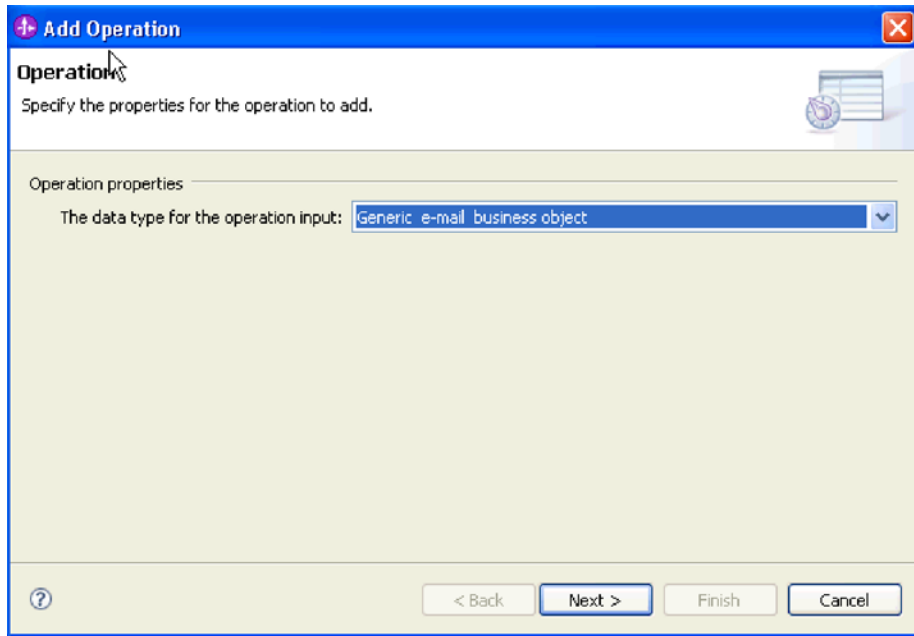 Add Operation
Operation
Specify the properties for the operation to add.
Operation properties
The data type for the operation input: Generic e-mail business object
? < Back Next > Finish Cancel